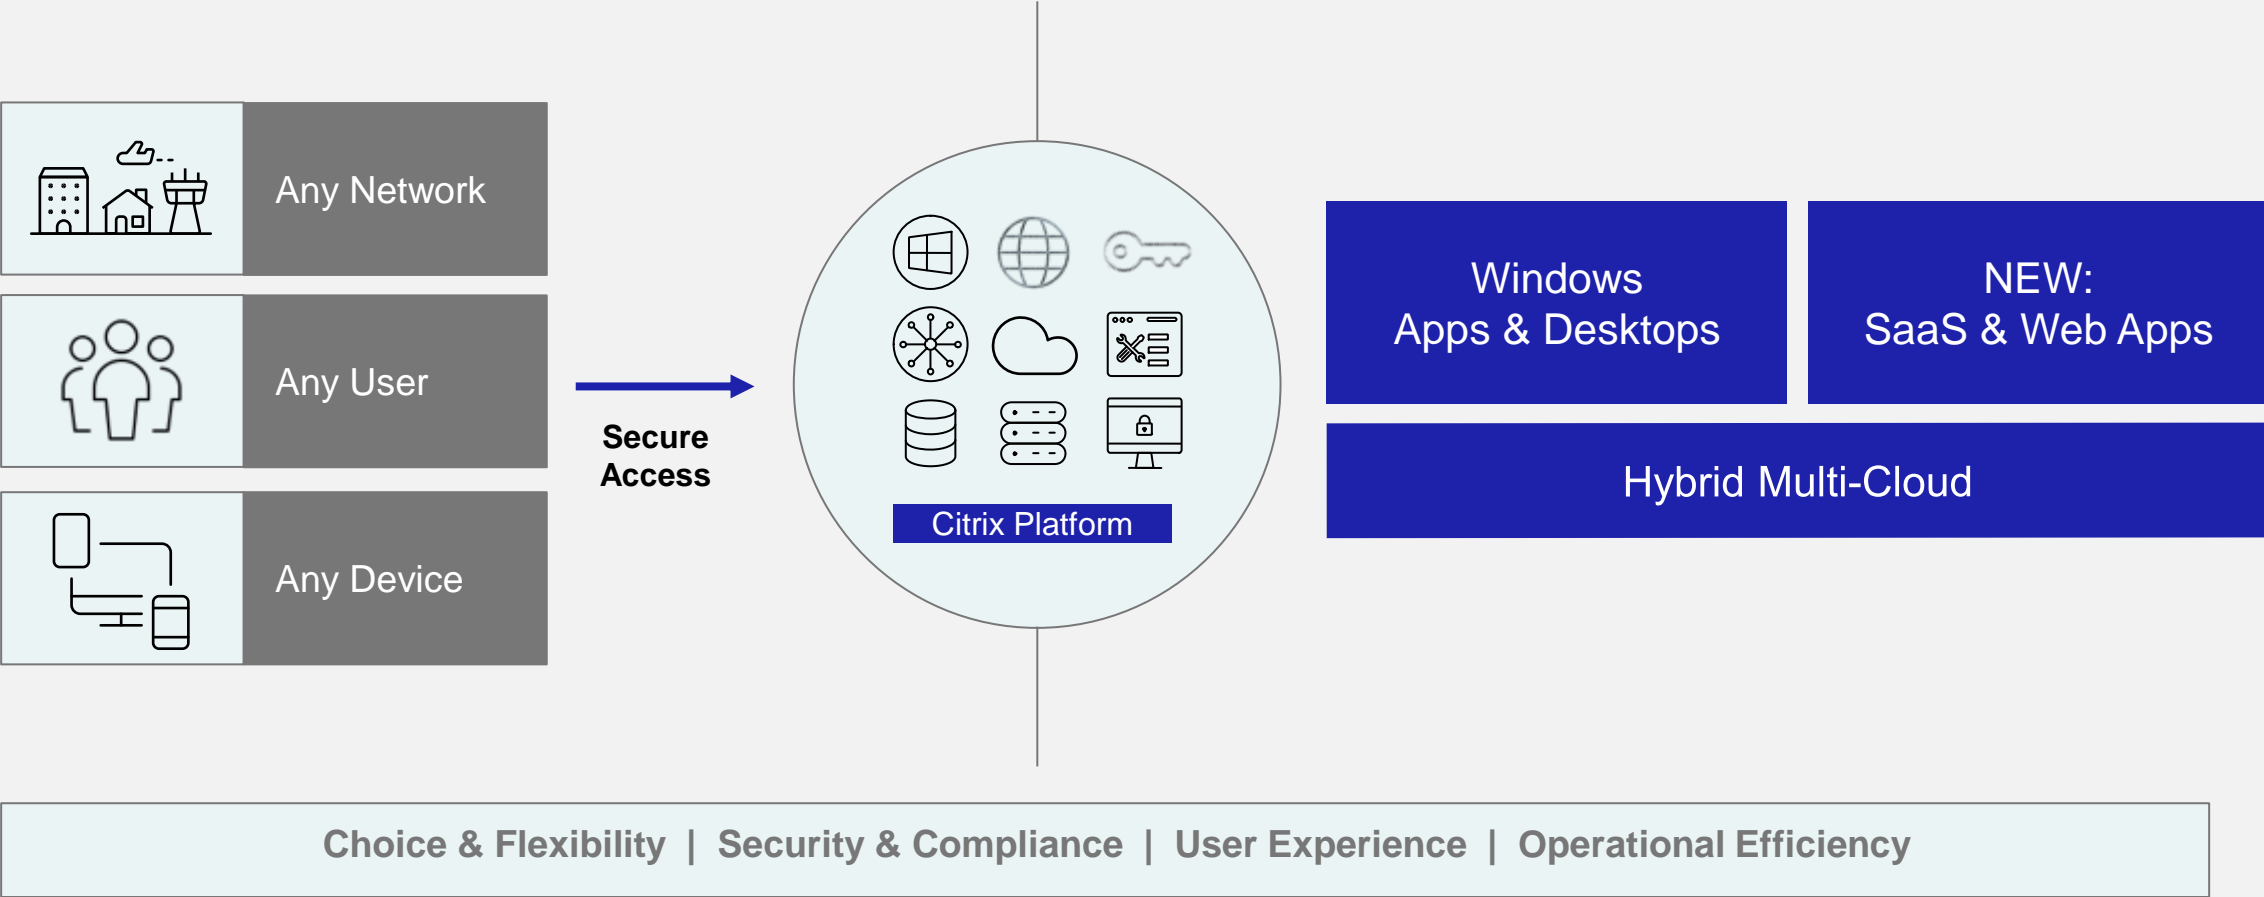 Any Network
Any User
Any Device
Secure
Access
Citrix Platform
Windows
Apps & Desktops
NEW:
SaaS & Web Apps
Hybrid Multi-Cloud
Choice & Flexibility | Security & Compliance | User Experience | Operational Efficiency